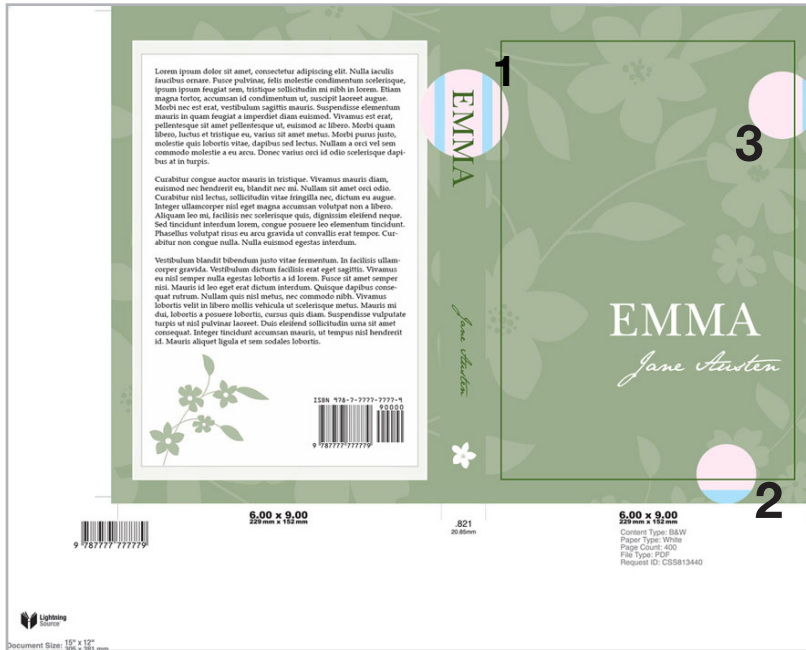 Lorem ipsum dolor sit amet, consectetur adipiscing elit. Nulla iaculis
faucibus ornare. Fusce pulvinar, felis molestie condimentum scelerisque,
ipsum ipsum feugiat sem, tristique sollicitudin mi nibh in lorem. Etiam
magna tortor, accumsan id condimentum ut, suscipit laoreet augue.
Morbi nec est erat, vestibulum sagittis mauris. Suspendisse elementum
mauris in quam feugiat a imperdiet diam euismod. Vivamus est erat,
pellentesque sit amet pellentesque ut, euismod ac libero. Morbi quam
libero, luctus et tristique eu, varius sit amet metus. Morbi purus justo,
molestie quis lobortis vitae, dapibus sed lectus. Nullam a orci vel sem
commodo molestie a eu arcu. Donec varius orci id odio scelerisque dapi-
bus at in turpis.
Curabitur congue auctor mauris in tristique. Vivamus mauris diam,
euismod nec hendrerit eu, blandit nec mi. Nullam sit amet orci odio.
Curabitur nisl lectus, sollicitudin vitae fringilla nec, dictum eu augue.
Integer ullamcorper nisl eget magna accumsan volutpat non a libero.
Aliquam leo mi, facilisis nec scelerisque quis, dignissim eleifend neque.
Sed tincidunt interdum lorem, congue posuere leo elementum tincidunt.
Phasellus volutpat risus eu arcu gravida ut convallis erat tempor. Cur-
abitur non congue nulla. Nulla euismod egestas interdum.
Vestibulum blandit bibendum justo vitae fermentum. In facilisis ullam-
corper gravida. Vestibulum dictum facilisis erat eget sagittis. Vivamus
eu nisl semper nulla egestas lobortis a id lorem. Fusce sit amet semper
nisi. Mauris id leo eget erat dictum interdum. Quisque dapibus conse-
quat rutrum. Nullam quis nisl metus, nec commodo nibh. Vivamus
lobortis velit in libero mollis vehicula ut scelerisque metus. Mauris mi
dui, lobortis a posuere lobortis, cursus quis diam. Suspendisse vulputate
turpis ut nisl pulvinar laoreet. Duis eleifend sollicitudin urna sit amet
consequat. Integer tincidunt accumsan mauris, ut tempus nisl hendrerit
id. Mauris aliquet ligula et sem sodales lobortis.
ISBN 978-7-7777-7777-9
90000
9 787777 777779
1
EMMA
Jane Austen
3
EMMA
Jane Austen
2
9 787777 777779
6.00 x 9.00
229 mm x 152 mm
.821
20.85mm
6.00 x 9.00
229 mm x 152 mm
Content Type: B&W
Paper Type: White
Page Count: 400
File Type: PDF
Request ID: CSS813440
Lightning
Source
Document Size: 15" x 12"
305 x 381 mm